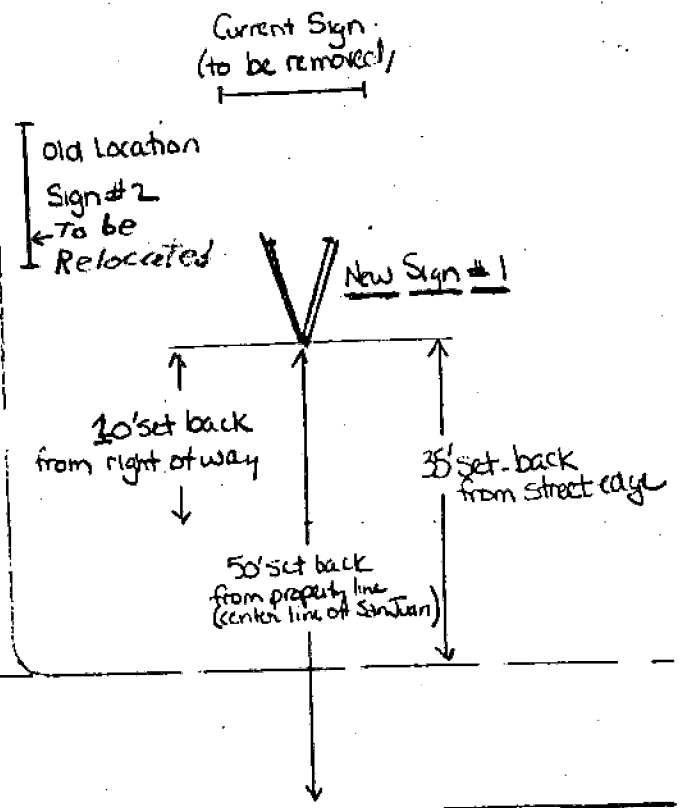 Current Sign.
(to be removed)
Old Location
Sign #2
To be
Relocated
New Sign #1
10' set back
from right of way
35' set-back
from street edge
50' set back
from property line
(center line of San Juan)